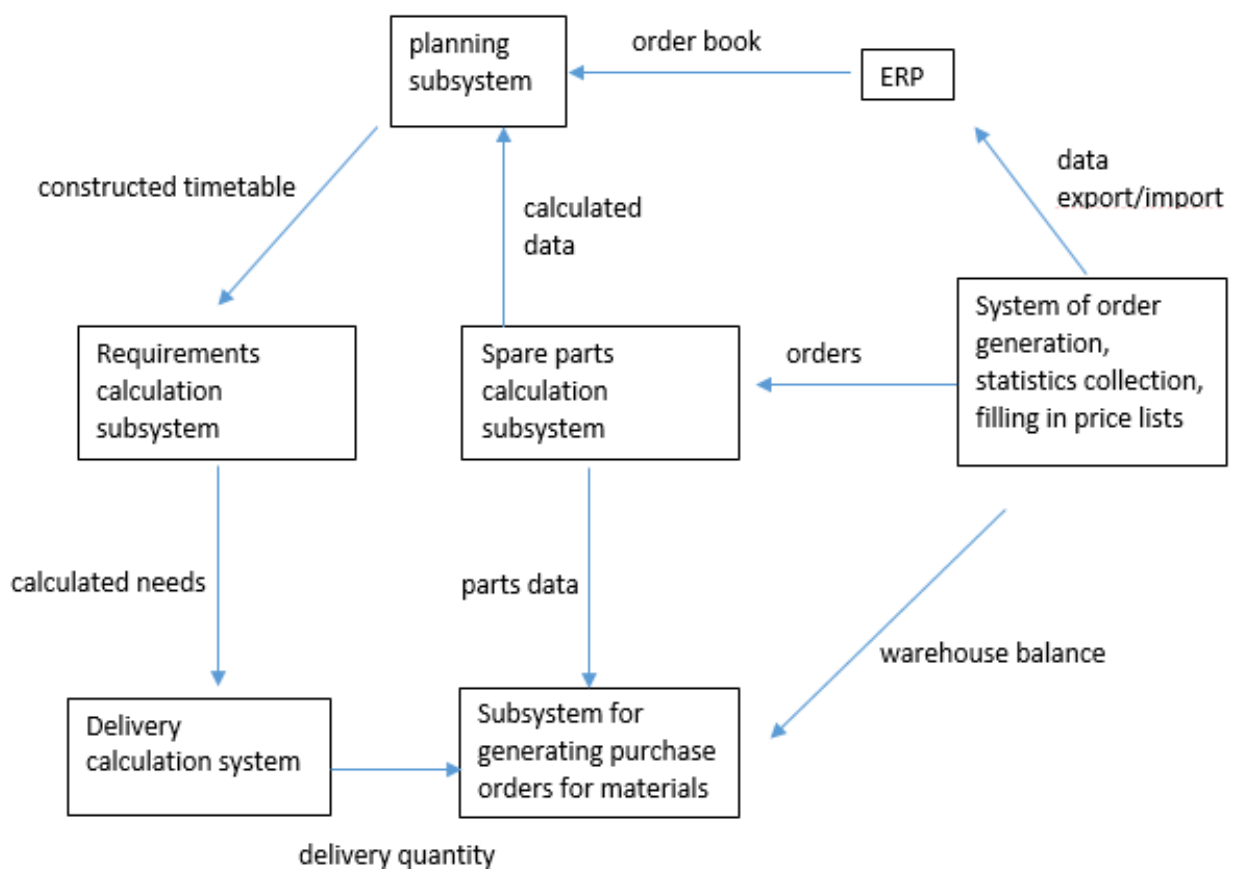 planning
subsystem
order book
ERP
constructed timetable
calculated
data
data
export/import
Requirements
calculation
subsystem
Spare parts
calculation
subsystem
orders
System of order
generation,
statistics collection,
filling in price lists
calculated needs
parts data
warehouse balance
Delivery
calculation system
Subsystem for
generating purchase
orders for materials
delivery quantity